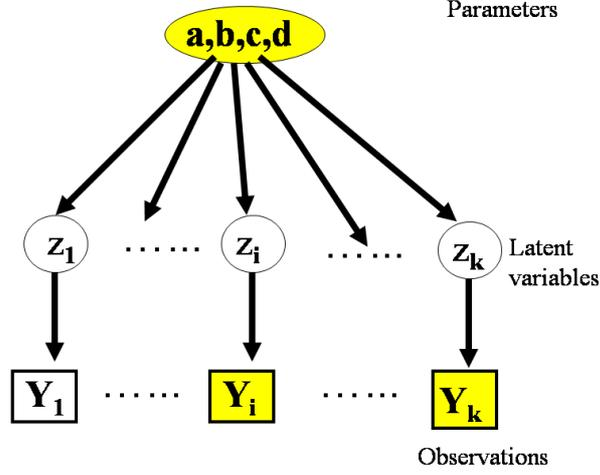 Parameters
a,b,c,d
z1 ...... zi ...... zk
Latent
variables
Y1 ...... Yi ...... Yk
Observations